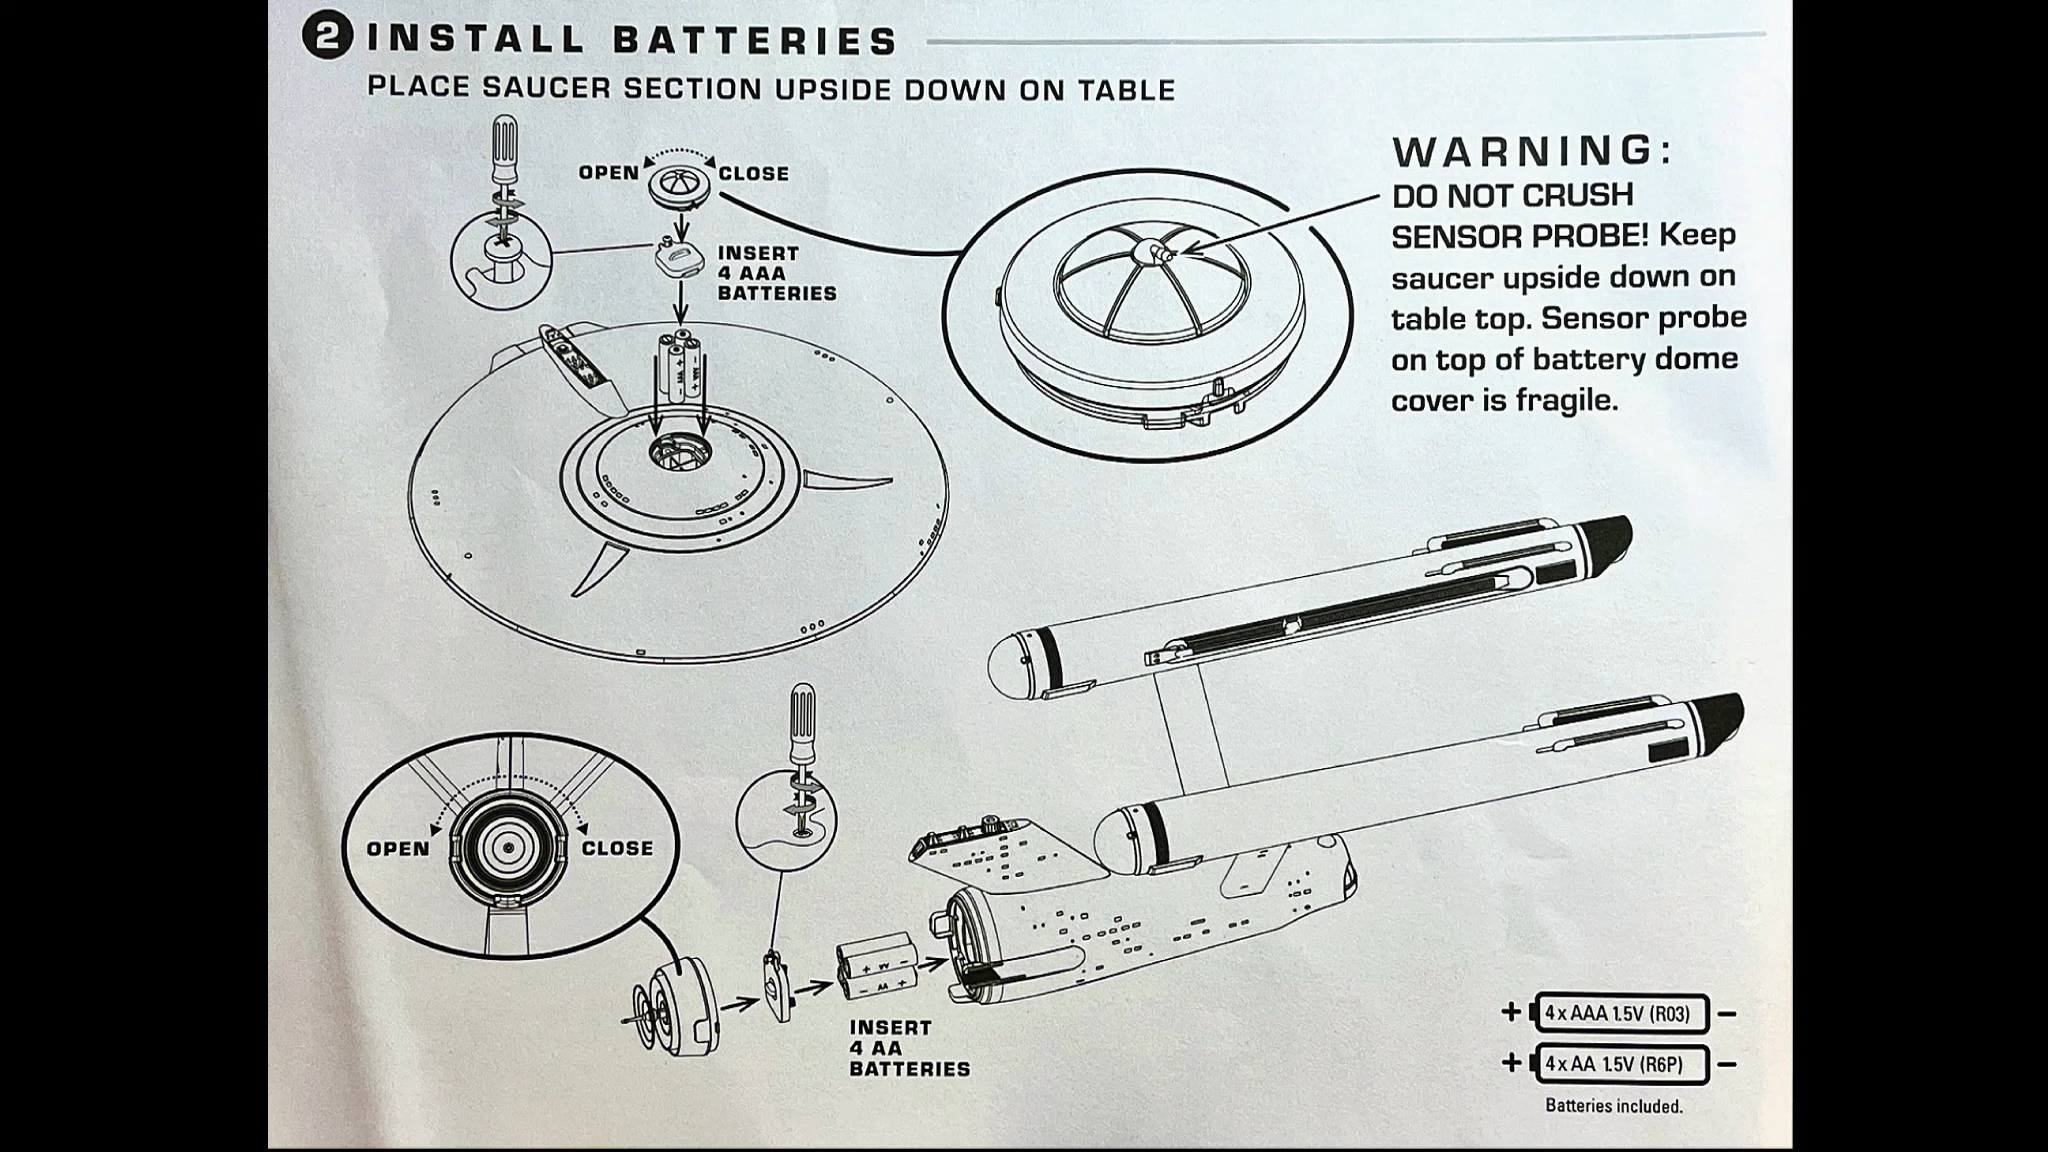 2 INSTALL BATTERIES
PLACE SAUCER SECTION UPSIDE DOWN ON TABLE
OPEN
CLOSE
INSERT
4 AAA
BATTERIES
WARNING:
DO NOT CRUSH
SENSOR PROBE! Keep
saucer upside down on
table top. Sensor probe
on top of battery dome
cover is fragile.
OPEN
CLOSE
+ AA -
- AA +
INSERT
4 AA
BATTERIES
+ 4 x AAA 1.5V (R03) -
+ 4 x AA 1.5V (R6P) -
Batteries included.